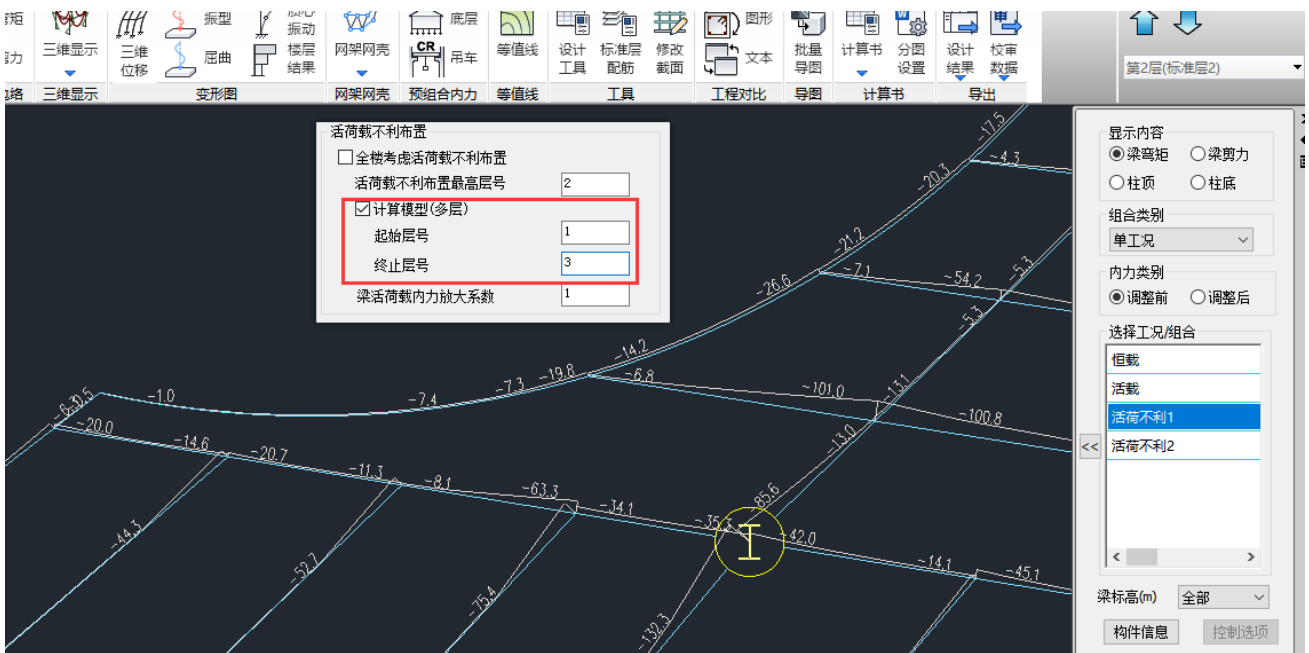 振型
振动
底层
图形
三维显示
三维
位移
屈曲
楼层
结果
网架网壳
CR
吊车
等值线
设计
工具
标准层
配筋
修改
截面
文本
批量
导图
计算书
分图
设置
设计
结果
校审
数据
第2层(标准层2)
三维显示
变形图
网架网壳
预组合内力
等值线
工具
工程对比
导图
计算书
导出
活荷载不利布置
全楼考虑活荷载不利布置
活荷载不利布置最高层号 2
计算模型(多层)
起始层号 1
终止层号 3
梁活荷载内力放大系数 1
显示内容
梁弯矩 梁剪力
柱顶 柱底
组合类别
单工况
内力类别
调整前 调整后
选择工况/组合
恒载
活载
活荷不利1
<< 活荷不利2
梁标高(m) 全部
构件信息 控制选项
-17.5
-4.3
-20.3
-21.2
-7.1
-54.2
-5.3
-26.6
-5.3
-14.2
-19.8
-6.8
-7.3
-101.0
-13.1
-1.0
-7.4
-100.8
-20.0
-14.6
-20.7
-13.0
-11.3
-8.1
-63.3
-85.6
-34.1
-35.3
-42.0
-44.3
-14.1
-45.1
-52.7
-75.4
-132.3